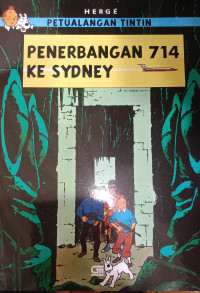 HERGÉ
PETUALANGAN TINTIN
PENERBANGAN 714
KE SYDNEY